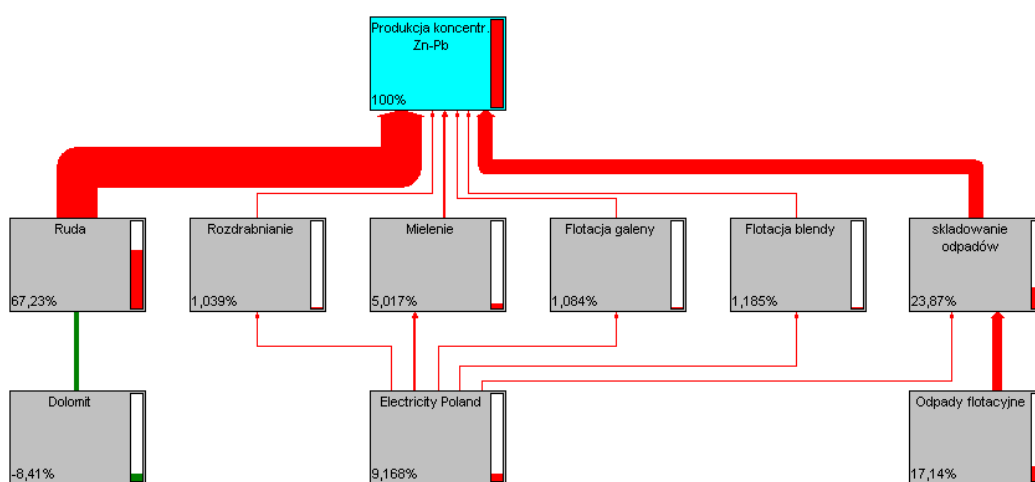 Produkcja koncentr.
Zn-Pb
100%
Ruda
67,23%
Rozdrabnianie
1,039%
Mielenie
5,017%
Flotacja galeny
1,084%
Flotacja blendy
1,185%
skladowanie
odpadów
23,87%
Dolomit
-8,41%
Electricity Poland
9,168%
Odpady flotacyjne
17,14%